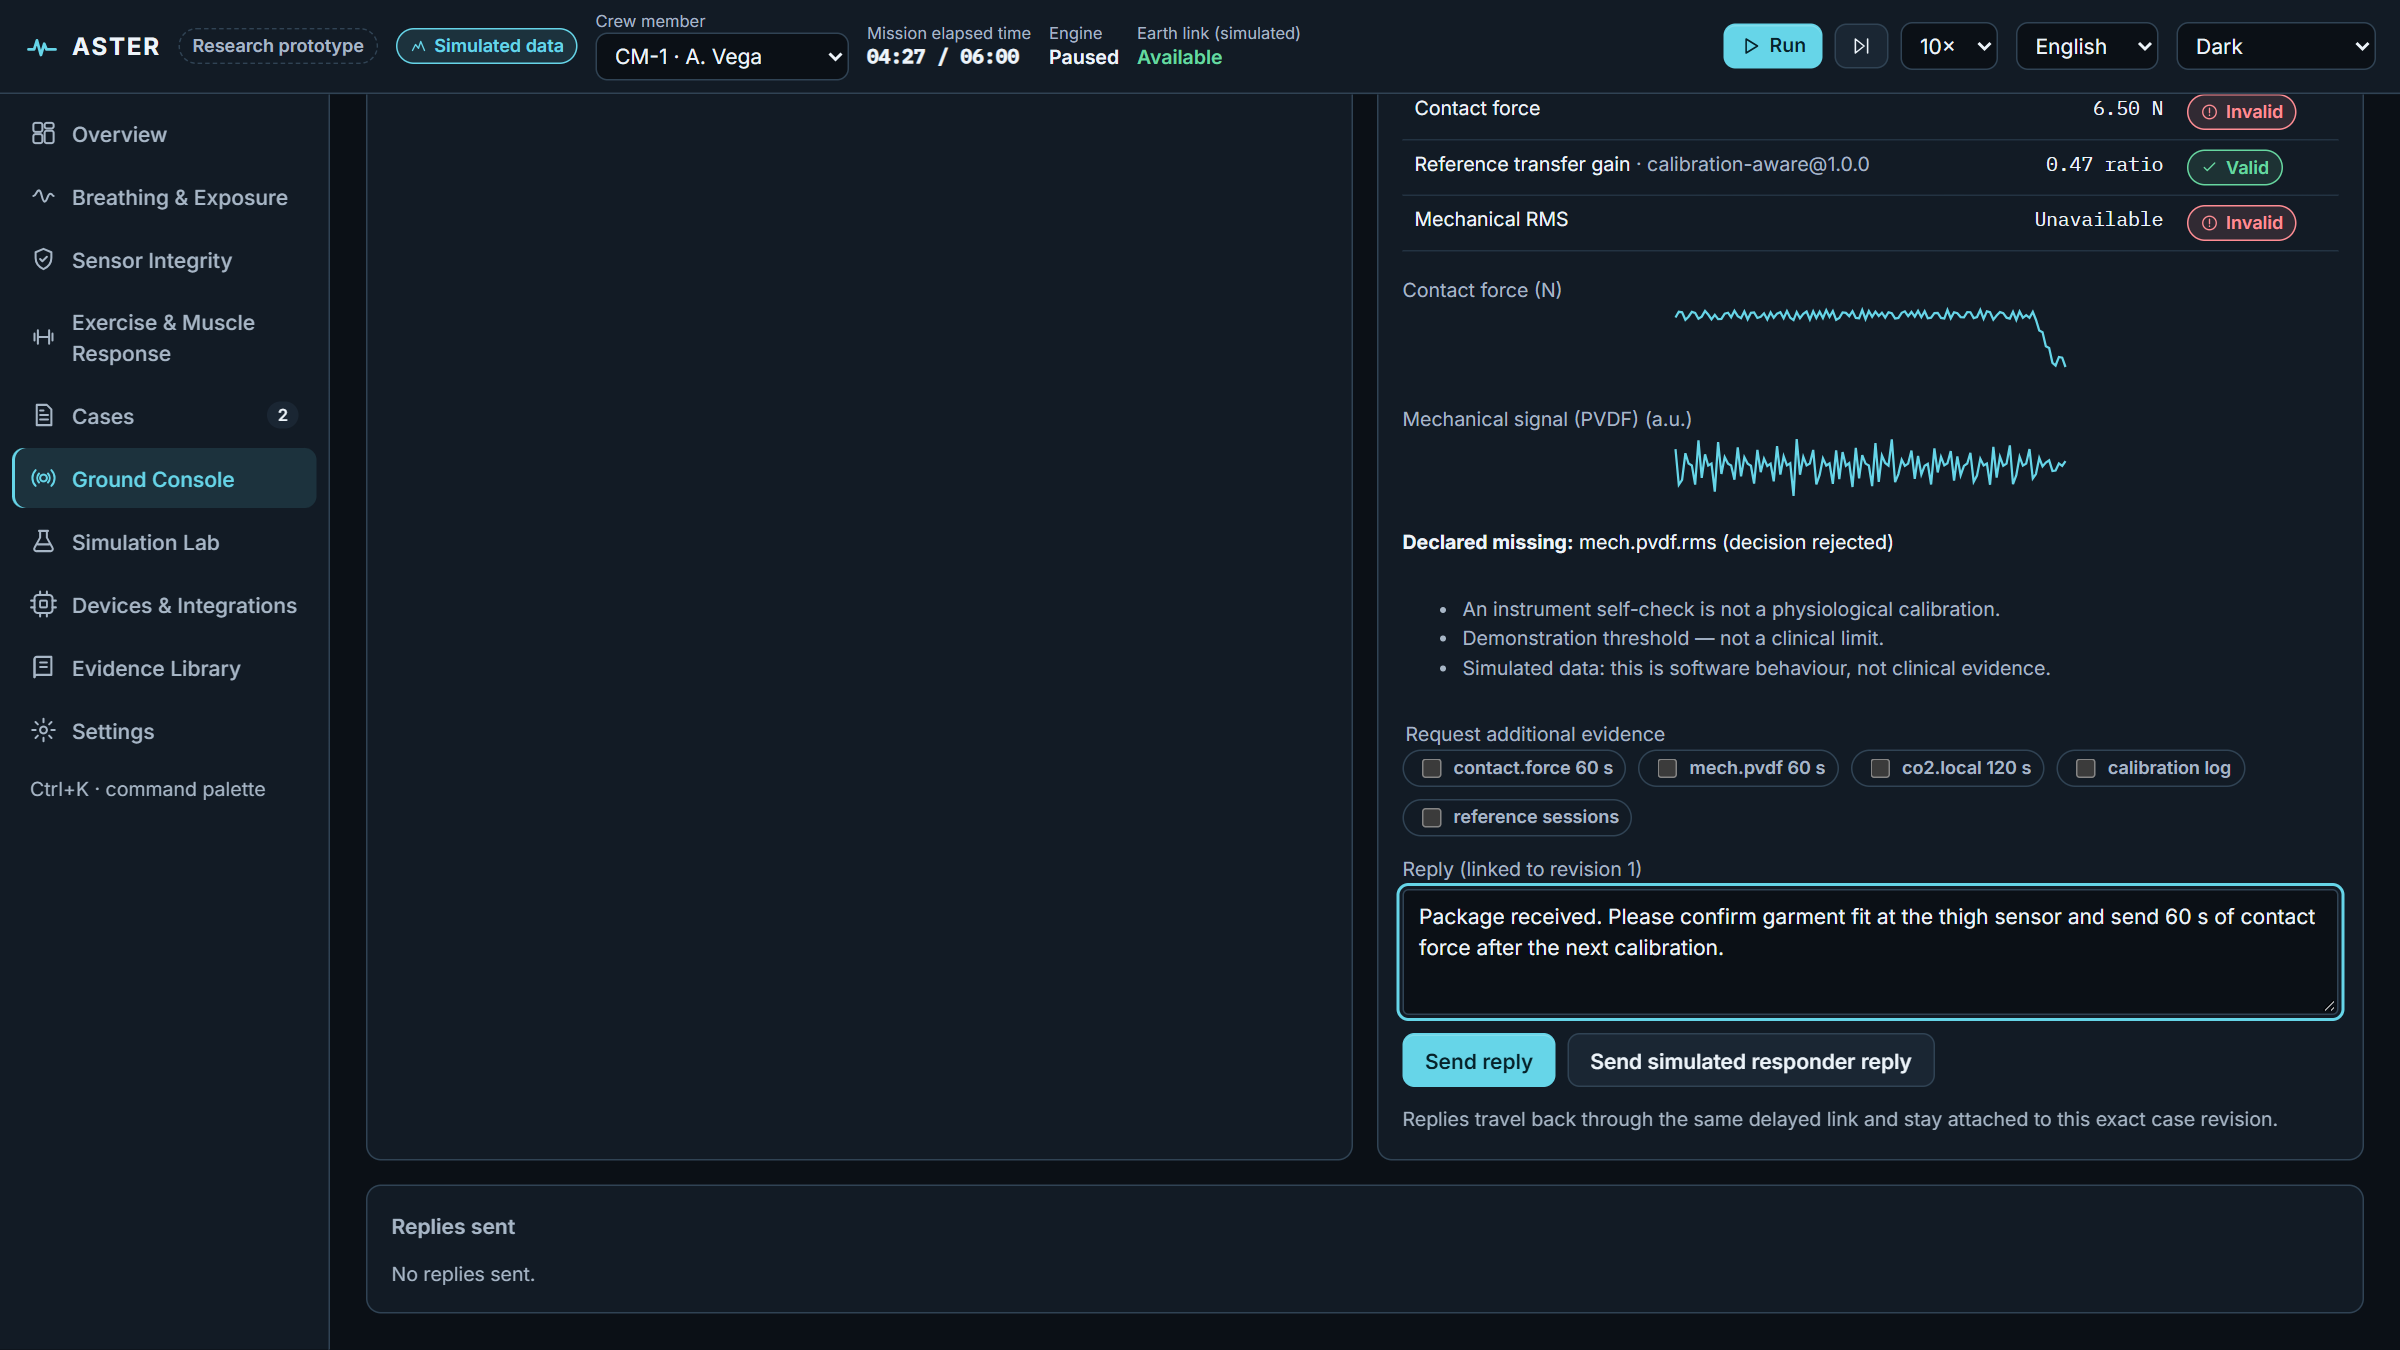 ASTER
Research prototype
Simulated data
Crew member
CM-1 · A. Vega
Mission elapsed time
04:27 / 06:00
Engine
Paused
Earth link (simulated)
Available
Run
10×
English
Dark
Overview
Breathing & Exposure
Sensor Integrity
Exercise & Muscle
Response
Cases 2
Ground Console
Simulation Lab
Devices & Integrations
Evidence Library
Settings
Ctrl+K · command palette
Contact force 6.50 N Invalid
Reference transfer gain · calibration-aware@1.0.0 0.47 ratio Valid
Mechanical RMS Unavailable Invalid
Contact force (N)
Mechanical signal (PVDF) (a.u.)
Declared missing: mech.pvdf.rms (decision rejected)
• An instrument self-check is not a physiological calibration.
• Demonstration threshold — not a clinical limit.
• Simulated data: this is software behaviour, not clinical evidence.
Request additional evidence
contact.force 60 s mech.pvdf 60 s co2.local 120 s calibration log
reference sessions
Reply (linked to revision 1)
Package received. Please confirm garment fit at the thigh sensor and send 60 s of contact
force after the next calibration.
Send reply Send simulated responder reply
Replies travel back through the same delayed link and stay attached to this exact case revision.
Replies sent
No replies sent.